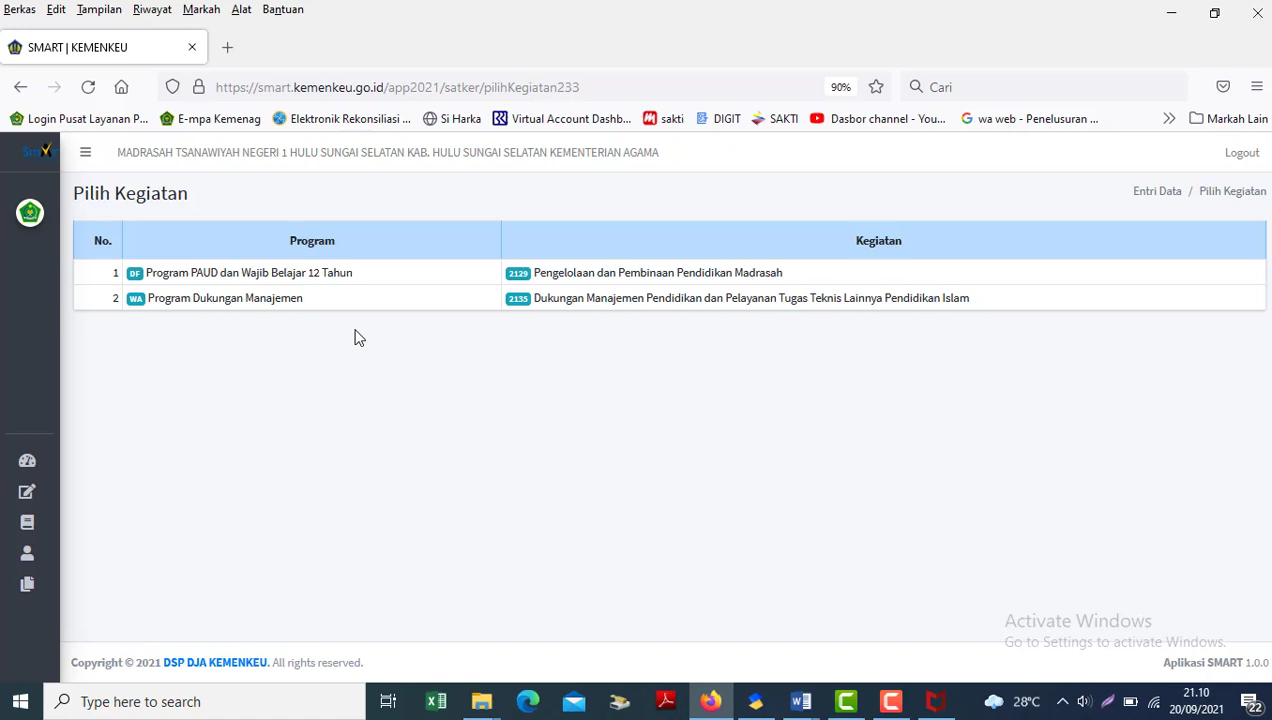 Berkas Edit Tampilan Riwayat Markah Alat Bantuan
SMART | KEMENKEU
https://smart.kemenkeu.go.id/app2021/satker/pilihKegiatan233 90% Cari
Login Pusat Layanan P... E-mpa Kemenag Elektronik Rekonsiliasi ... Si Harka Virtual Account Dashb... sakti DIGIT SAKTI Dasbor channel - You... wa web - Penelusuran ... Markah Lain
MADRASAH TSANAWIYAH NEGERI 1 HULU SUNGAI SELATAN KAB. HULU SUNGAI SELATAN KEMENTERIAN AGAMA Logout
Pilih Kegiatan Entri Data / Pilih Kegiatan
No. Program Kegiatan
1 DF Program PAUD dan Wajib Belajar 12 Tahun 2129 Pengelolaan dan Pembinaan Pendidikan Madrasah
2 WA Program Dukungan Manajemen 2135 Dukungan Manajemen Pendidikan dan Pelayanan Tugas Teknis Lainnya Pendidikan Islam
Activate Windows
Go to Settings to activate Windows.
Copyright © 2021 DSP DJA KEMENKEU. All rights reserved. Aplikasi SMART 1.0.0
Type here to search 28°C 21.10
20/09/2021 22